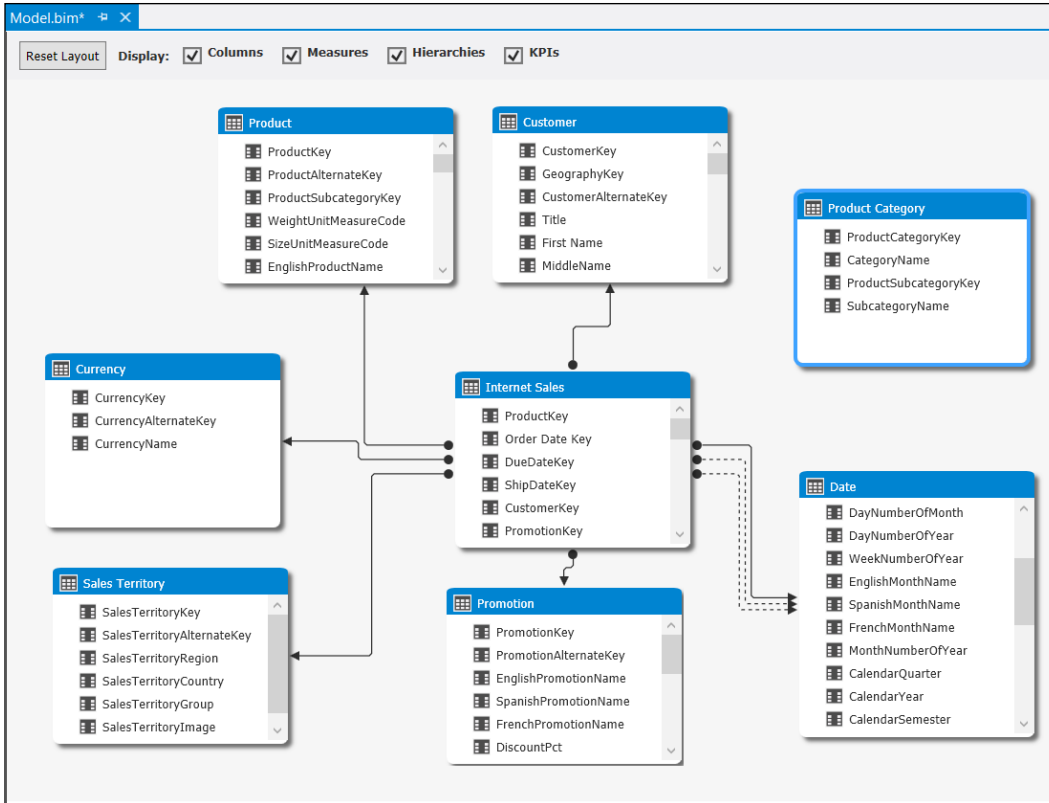 Model.bim*
Reset Layout Display: Columns Measures Hierarchies KPIs
Product
ProductKey
ProductAlternateKey
ProductSubcategoryKey
WeightUnitMeasureCode
SizeUnitMeasureCode
EnglishProductName
Customer
CustomerKey
GeographyKey
CustomerAlternateKey
Title
First Name
MiddleName
Product Category
ProductCategoryKey
CategoryName
ProductSubcategoryKey
SubcategoryName
Currency
CurrencyKey
CurrencyAlternateKey
CurrencyName
Internet Sales
ProductKey
Order Date Key
DueDateKey
ShipDateKey
CustomerKey
PromotionKey
Date
DayNumberOfMonth
DayNumberOfYear
WeekNumberOfYear
EnglishMonthName
SpanishMonthName
FrenchMonthName
MonthNumberOfYear
CalendarQuarter
CalendarYear
CalendarSemester
Sales Territory
SalesTerritoryKey
SalesTerritoryAlternateKey
SalesTerritoryRegion
SalesTerritoryCountry
SalesTerritoryGroup
SalesTerritoryImage
Promotion
PromotionKey
PromotionAlternateKey
EnglishPromotionName
SpanishPromotionName
FrenchPromotionName
DiscountPct